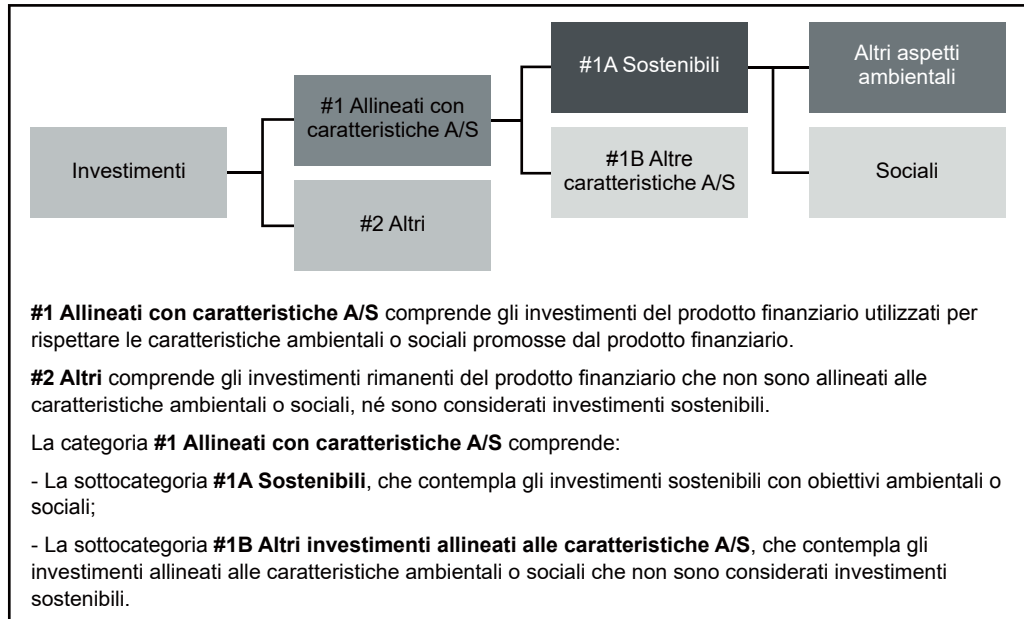 Investimenti
#1 Allineati con
caratteristiche A/S
#2 Altri
#1A Sostenibili
#1B Altre
caratteristiche A/S
Altri aspetti
ambientali
Sociali
#1 Allineati con caratteristiche A/S comprende gli investimenti del prodotto finanziario utilizzati per
rispettare le caratteristiche ambientali o sociali promosse dal prodotto finanziario.
#2 Altri comprende gli investimenti rimanenti del prodotto finanziario che non sono allineati alle
caratteristiche ambientali o sociali, né sono considerati investimenti sostenibili.
La categoria #1 Allineati con caratteristiche A/S comprende:
- La sottocategoria #1A Sostenibili, che contempla gli investimenti sostenibili con obiettivi ambientali o
sociali;
- La sottocategoria #1B Altri investimenti allineati alle caratteristiche A/S, che contempla gli
investimenti allineati alle caratteristiche ambientali o sociali che non sono considerati investimenti
sostenibili.